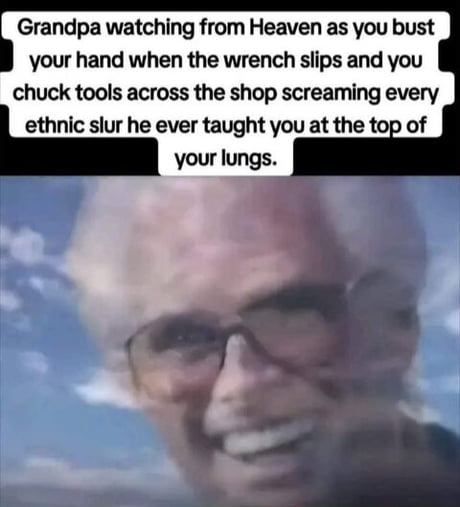 Grandpa watching from Heaven as you bust
your hand when the wrench slips and you
chuck tools across the shop screaming every
ethnic slur he ever taught you at the top of
your lungs.